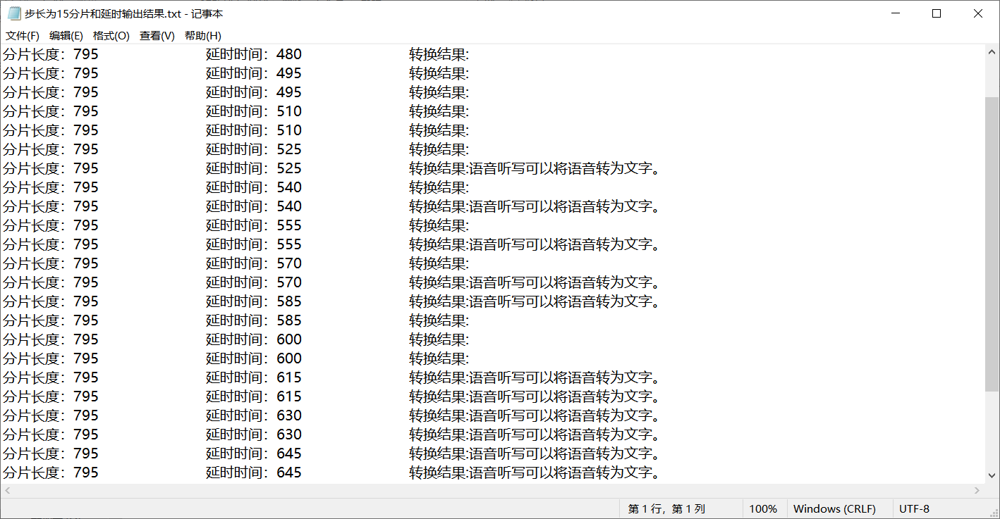 步长为15分片和延时输出结果.txt - 记事本
文件(F) 编辑(E) 格式(O) 查看(V) 帮助(H)
分片长度：795 延时时间：480 转换结果:
分片长度：795 延时时间：495 转换结果:
分片长度：795 延时时间：495 转换结果:
分片长度：795 延时时间：510 转换结果:
分片长度：795 延时时间：510 转换结果:
分片长度：795 延时时间：525 转换结果:
分片长度：795 延时时间：525 转换结果:语音听写可以将语音转为文字。
分片长度：795 延时时间：540 转换结果:
分片长度：795 延时时间：540 转换结果:语音听写可以将语音转为文字。
分片长度：795 延时时间：555 转换结果:
分片长度：795 延时时间：555 转换结果:语音听写可以将语音转为文字。
分片长度：795 延时时间：570 转换结果:
分片长度：795 延时时间：570 转换结果:语音听写可以将语音转为文字。
分片长度：795 延时时间：585 转换结果:语音听写可以将语音转为文字。
分片长度：795 延时时间：585 转换结果:
分片长度：795 延时时间：600 转换结果:
分片长度：795 延时时间：600 转换结果:
分片长度：795 延时时间：615 转换结果:语音听写可以将语音转为文字。
分片长度：795 延时时间：615 转换结果:语音听写可以将语音转为文字。
分片长度：795 延时时间：630 转换结果:语音听写可以将语音转为文字。
分片长度：795 延时时间：630 转换结果:语音听写可以将语音转为文字。
分片长度：795 延时时间：645 转换结果:语音听写可以将语音转为文字。
分片长度：795 延时时间：645 转换结果:语音听写可以将语音转为文字。
第 1 行，第 1 列 100% Windows (CRLF) UTF-8